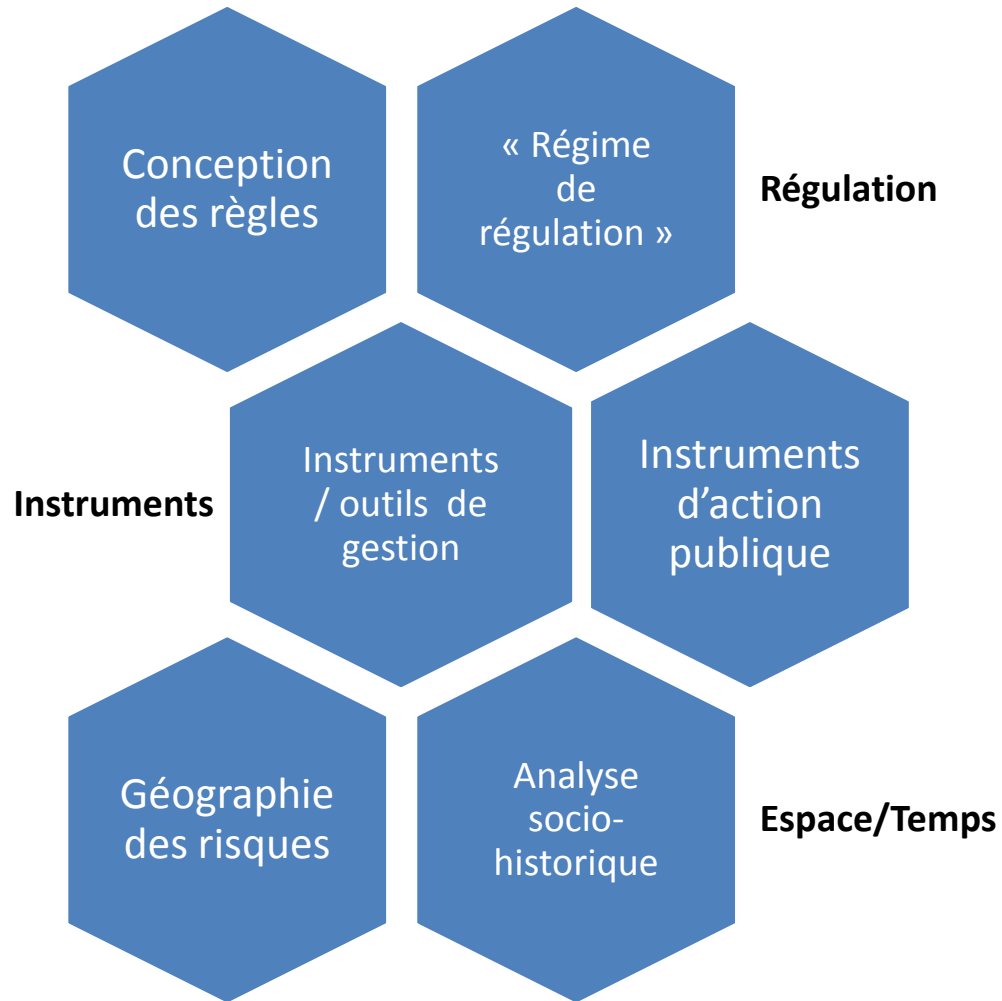 Conception
des règles
« Régime
de
régulation »
Régulation
Instruments
Instruments
/ outils de
gestion
Instruments
d’action
publique
Géographie
des risques
Analyse
socio-
historique
Espace/Temps